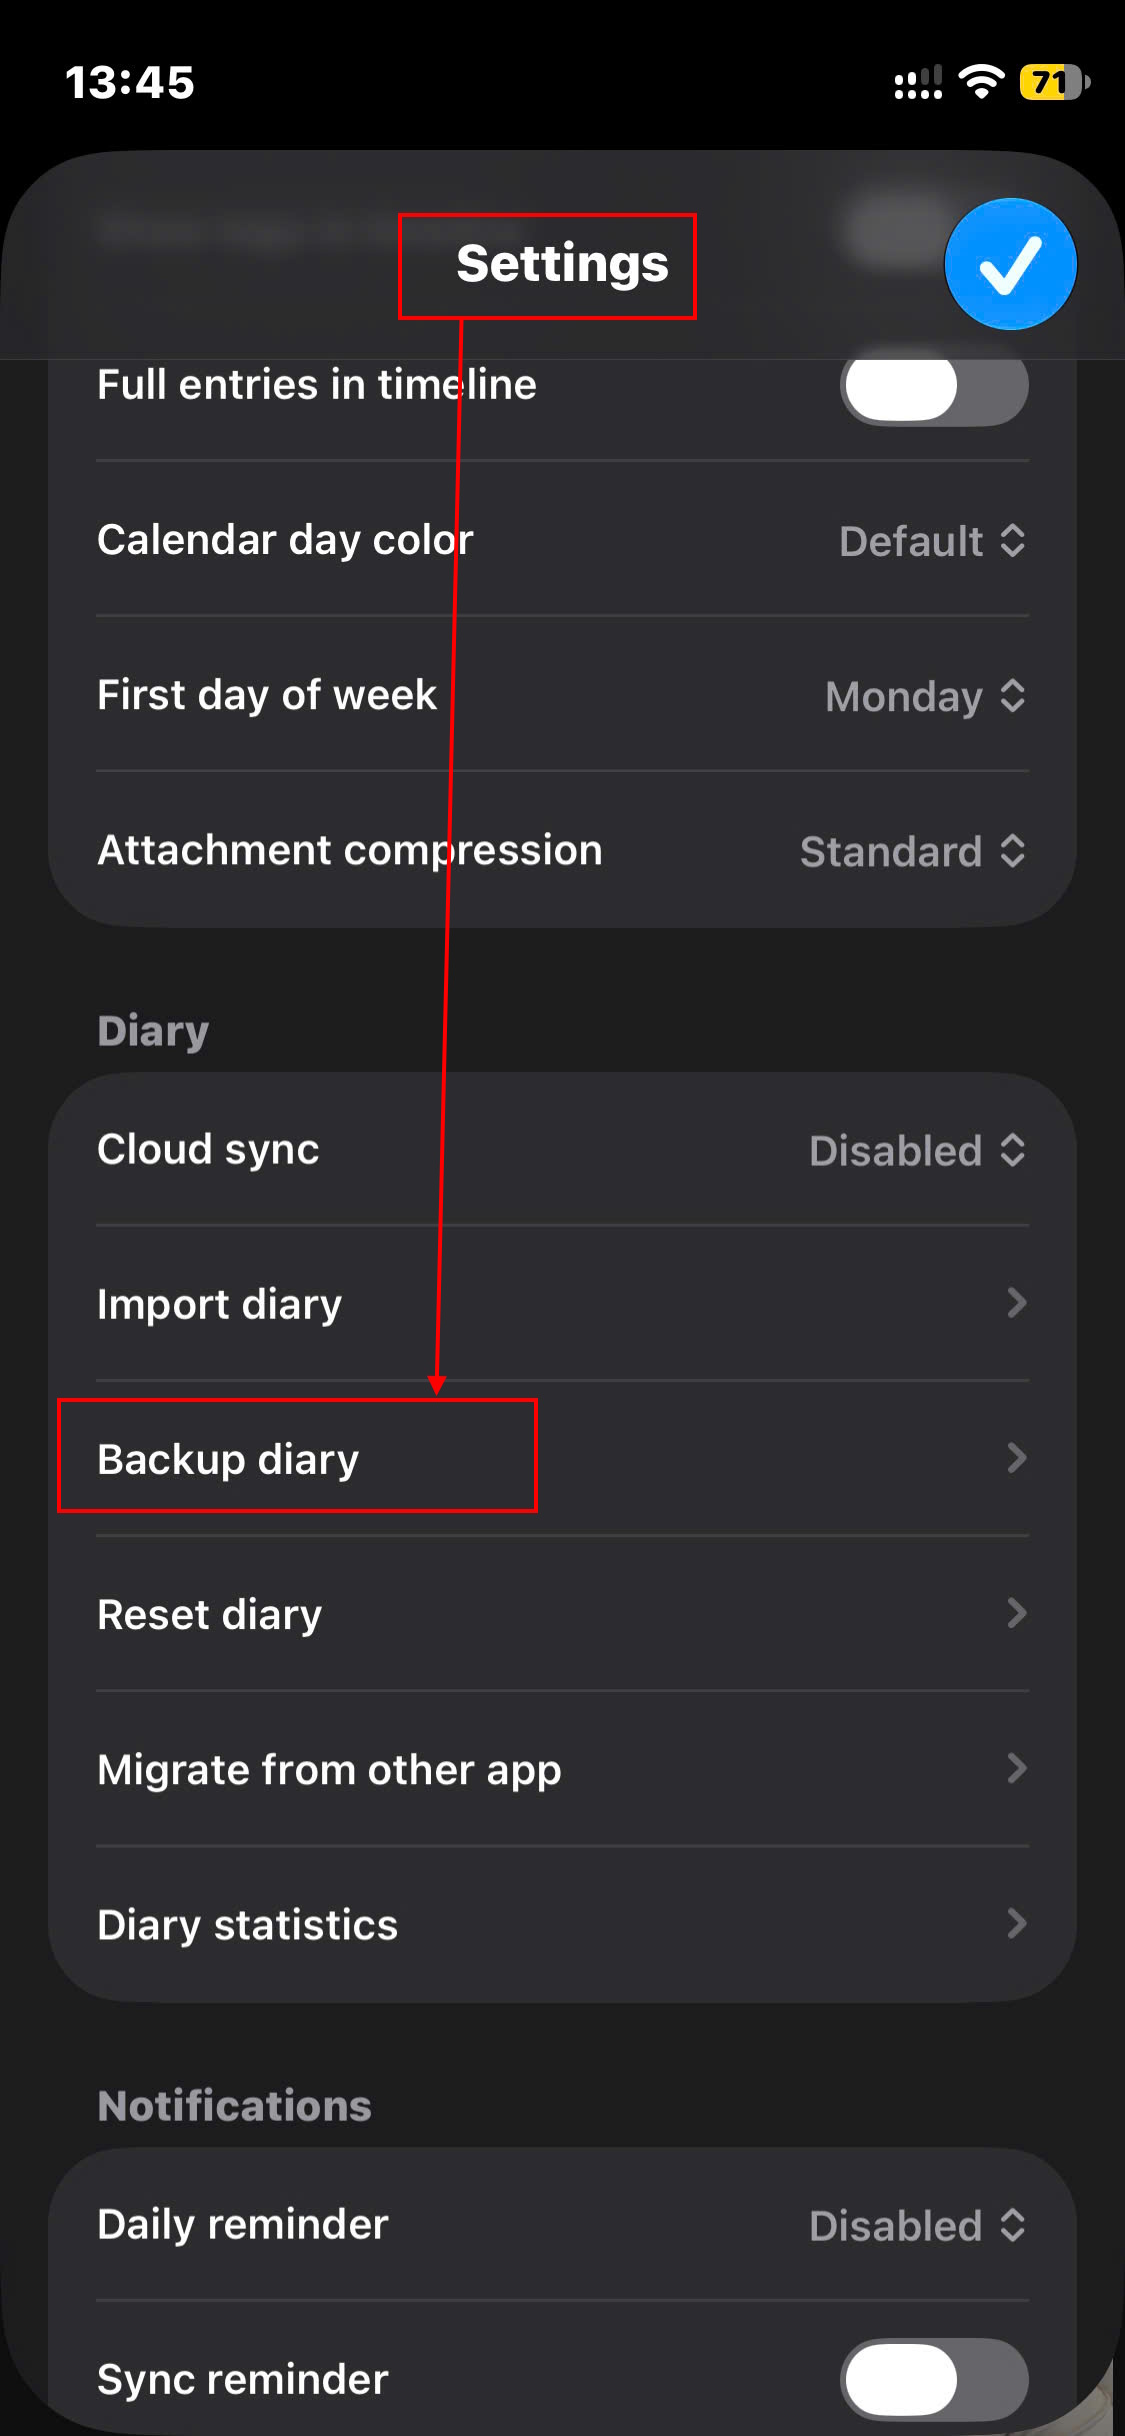 13:45
71
Settings
Full entries in timeline
Calendar day color Default
First day of week Monday
Attachment compression Standard
Diary
Cloud sync Disabled
Import diary
Backup diary
Reset diary
Migrate from other app
Diary statistics
Notifications
Daily reminder Disabled
Sync reminder